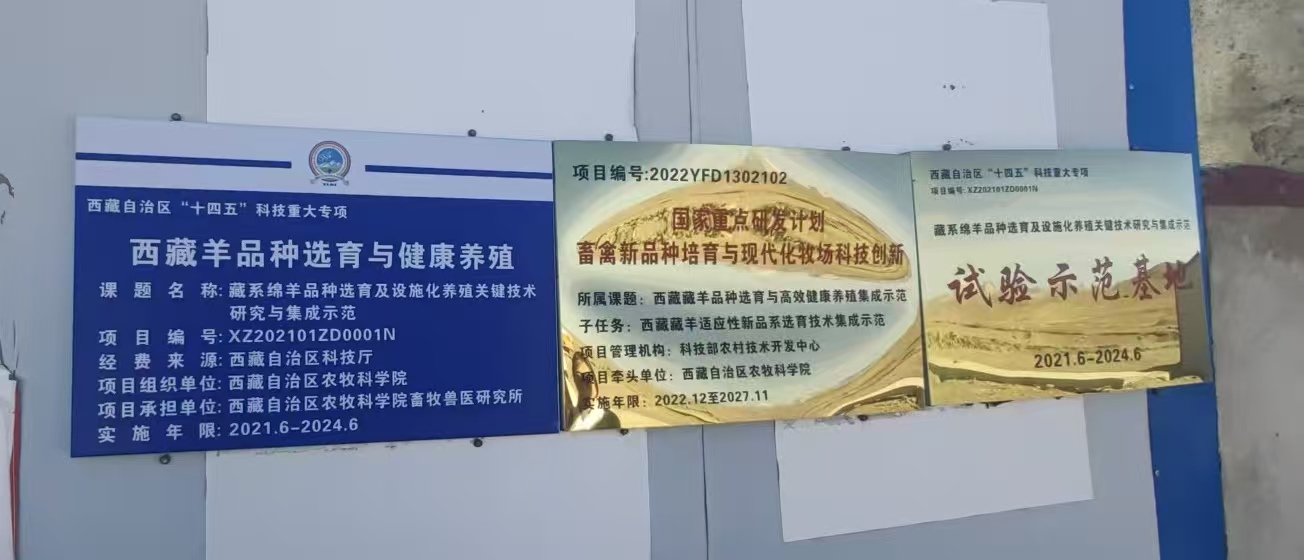 西藏自治区“十四五”科技重大专项
西藏羊品种选育与健康养殖
课题名称:藏系绵羊品种选育及设施化养殖关键技术
研究与集成示范
项目编号:XZ202101ZD0001N
经费来源:西藏自治区科技厅
项目组织单位:西藏自治区农牧科学院
项目承担单位:西藏自治区农牧科学院畜牧兽医研究所
实施年限:2021.6-2024.6
项目编号:2022YFD1302102
国家重点研发计划
畜禽新品种培育与现代化牧场科技创新
所属课题:西藏藏羊品种选育与高效健康养殖集成示范
子任务:西藏藏羊适应性新品系选育技术集成示范
项目管理机构:科技部农村技术开发中心
项目牵头单位:西藏自治区农牧科学院
实施年限:2022.12至2027.11
西藏自治区“十四五”科技重大专项
项目编号:XZ202101ZD0001N
藏系绵羊品种选育及设施化养殖关键技术研究与集成示范
试验示范基地
2021.6-2024.6